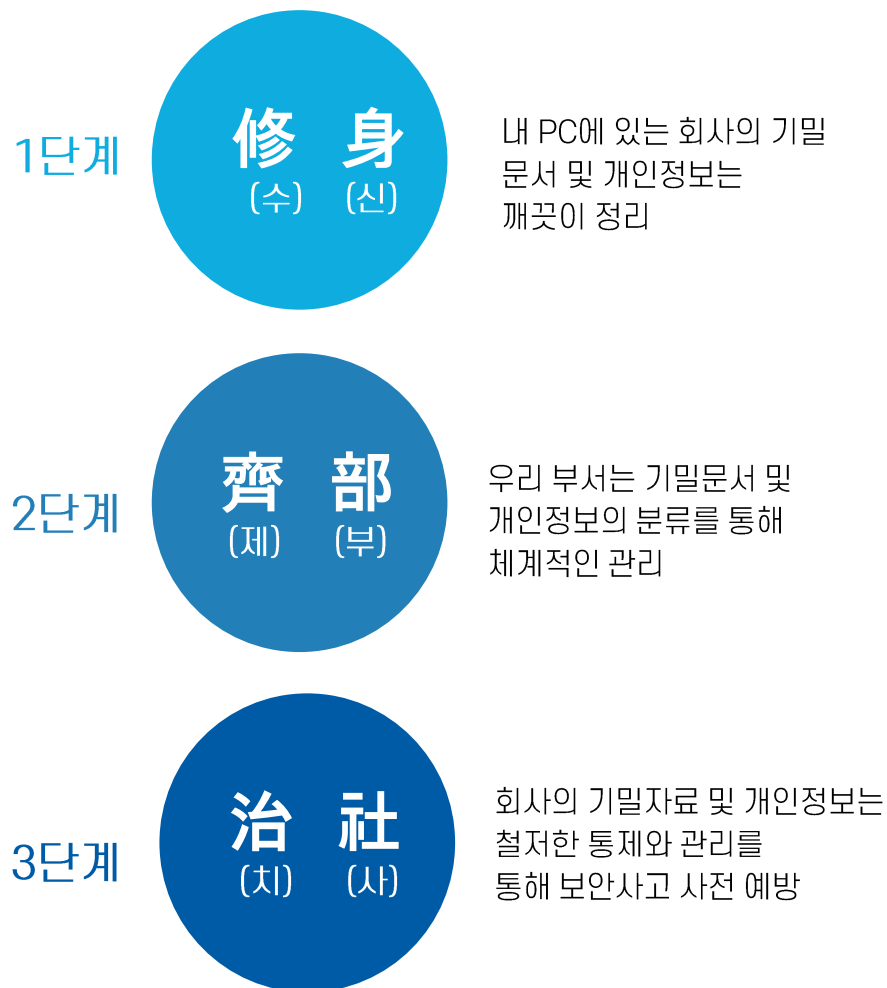 1단계
修 身
(수) (신)
내 PC에 있는 회사의 기밀
문서 및 개인정보는
깨끗이 정리
2단계
齊 部
(제) (부)
우리 부서는 기밀문서 및
개인정보의 분류를 통해
체계적인 관리
3단계
治 社
(치) (사)
회사의 기밀자료 및 개인정보는
철저한 통제와 관리를
통해 보안사고 사전 예방